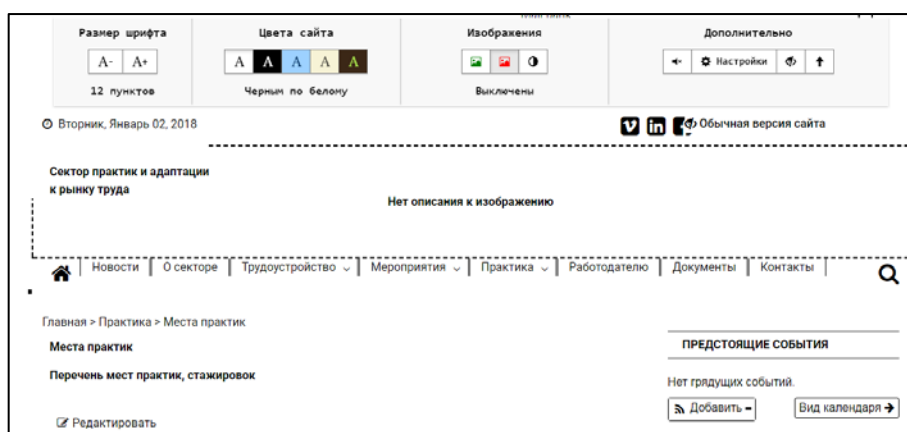 Размер шрифта
Цвета сайта
Изображения
Дополнительно
A- A+
A A A A A
Настройки
12 пунктов
Черным по белому
Выключены
Вторник, Январь 02, 2018
Обычная версия сайта
Сектор практик и адаптации
к рынку труда
Нет описания к изображению
Новости О секторе Трудоустройство Мероприятия Практика Работодателю Документы Контакты
Главная > Практика > Места практик
Места практик
ПРЕДСТОЯЩИЕ СОБЫТИЯ
Перечень мест практик, стажировок
Нет грядущих событий.
Добавить
Вид календаря
Редактировать